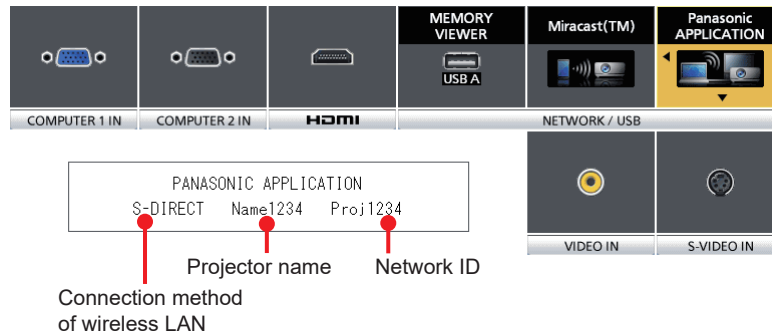 MEMORY
VIEWER
Miracast(TM)
Panasonic
APPLICATION
USB A
COMPUTER 1 IN
COMPUTER 2 IN
HDMI
NETWORK / USB
PANASONIC APPLICATION
S-DIRECT Name1234 Proj1234
VIDEO IN
S-VIDEO IN
Projector name
Network ID
Connection method
of wireless LAN